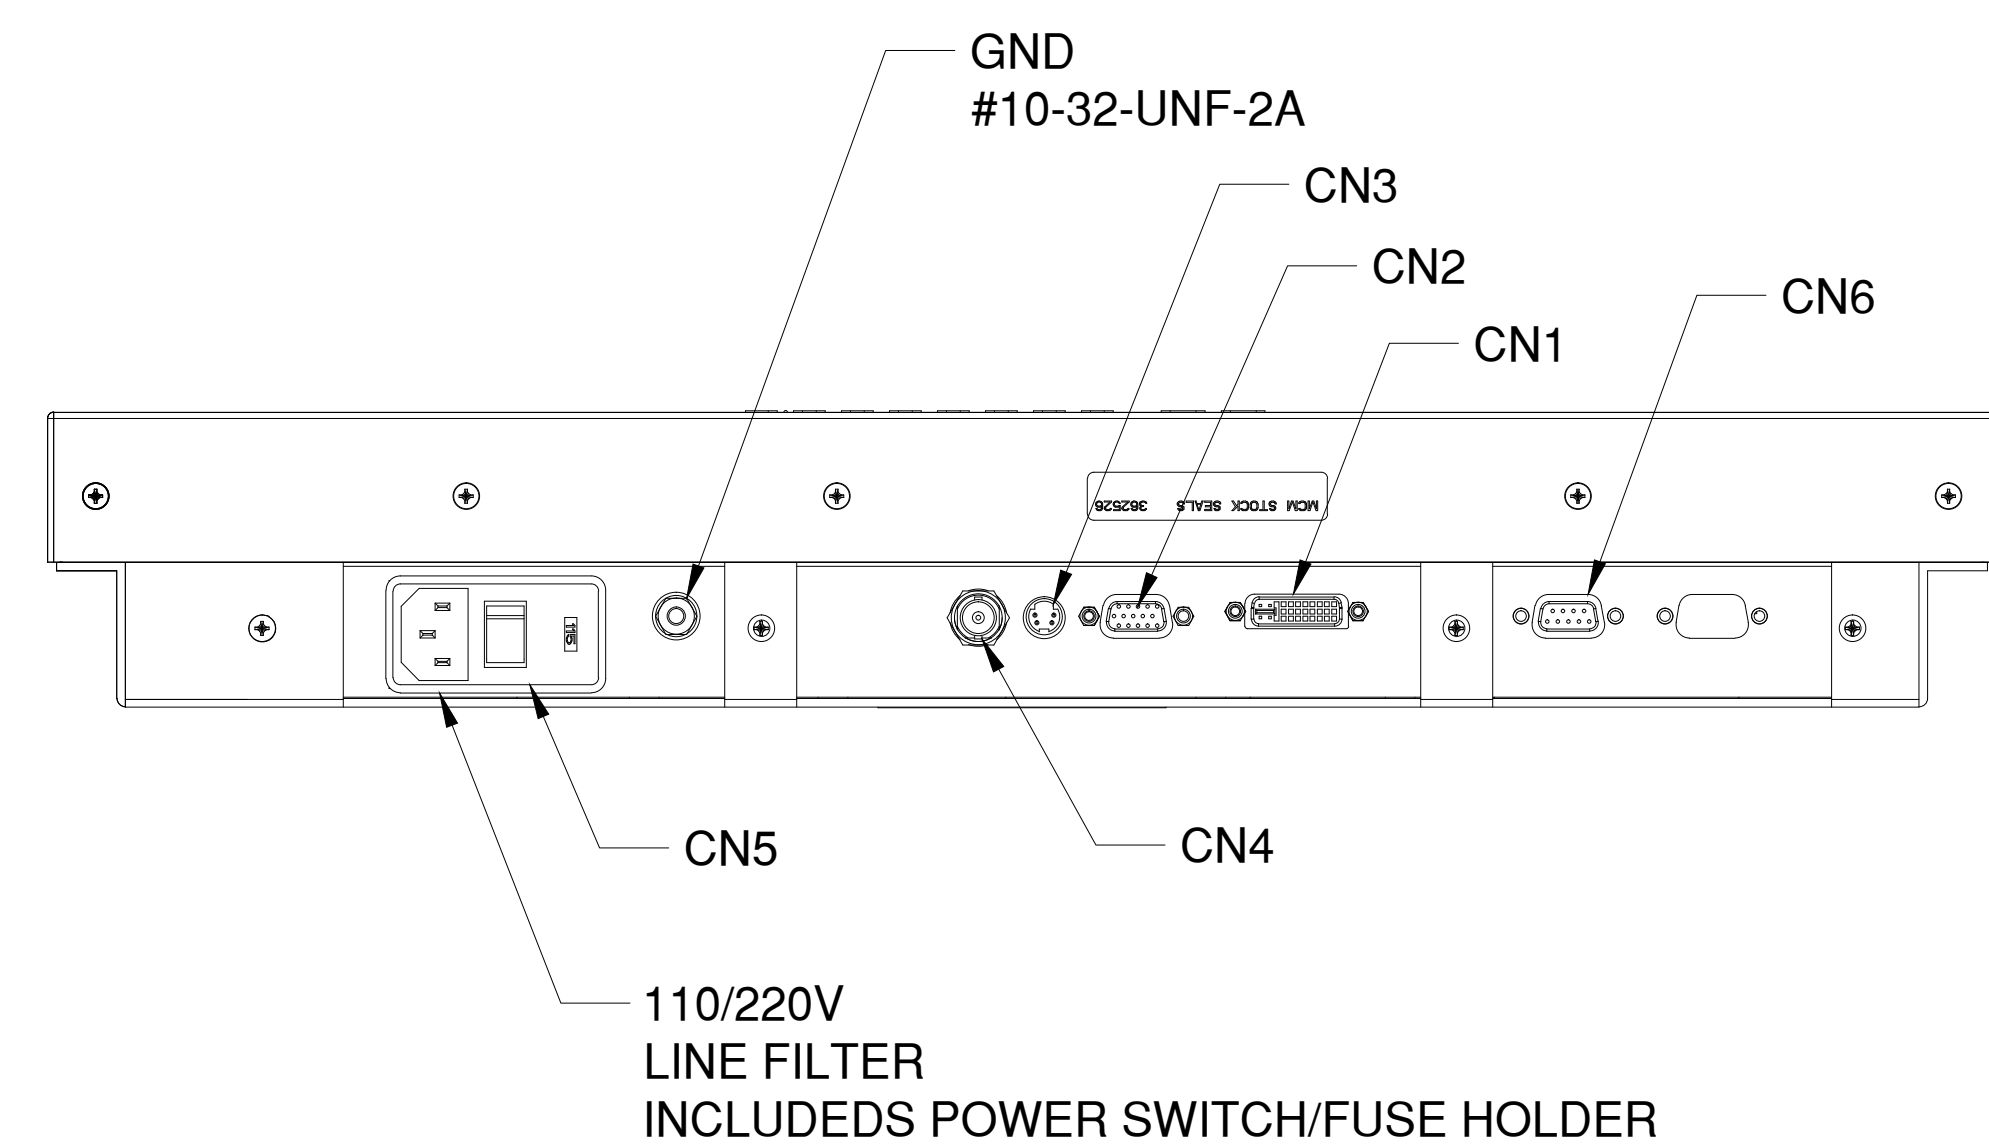 GND
#10-32-UNF-2A
CN3
CN2
CN6
CN1
MCM STOCK SEALS 362526
115
CN5
CN4
110/220V
LINE FILTER
INCLUDEDS POWER SWITCH/FUSE HOLDER